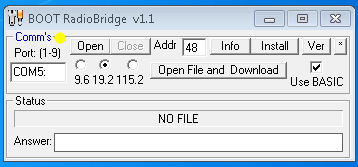 BOOT RadioBridge v1.1
Comm's
Port: (1-9)
Open Close Addr 48 Info Install Ver *
COM5:
9.6 19.2 115.2
Open File and Download
Use BASIC
Status
NO FILE
Answer: